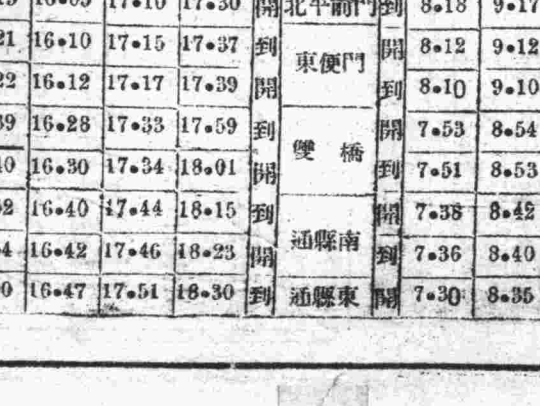 17.10 17.30 開 北平前門 到 8.18 9.17
16.10 17.15 17.37 到 東便門 開 8.12 9.12
16.12 17.17 17.39 開 到 8.10 9.10
16.28 17.33 17.59 到 雙橋 開 7.53 8.54
16.30 17.34 18.01 開 到 7.51 8.53
16.40 17.44 18.15 到 通縣南 開 7.38 8.42
16.42 17.46 18.23 開 到 7.36 8.40
16.47 17.51 18.30 到 通縣東 開 7.30 8.35